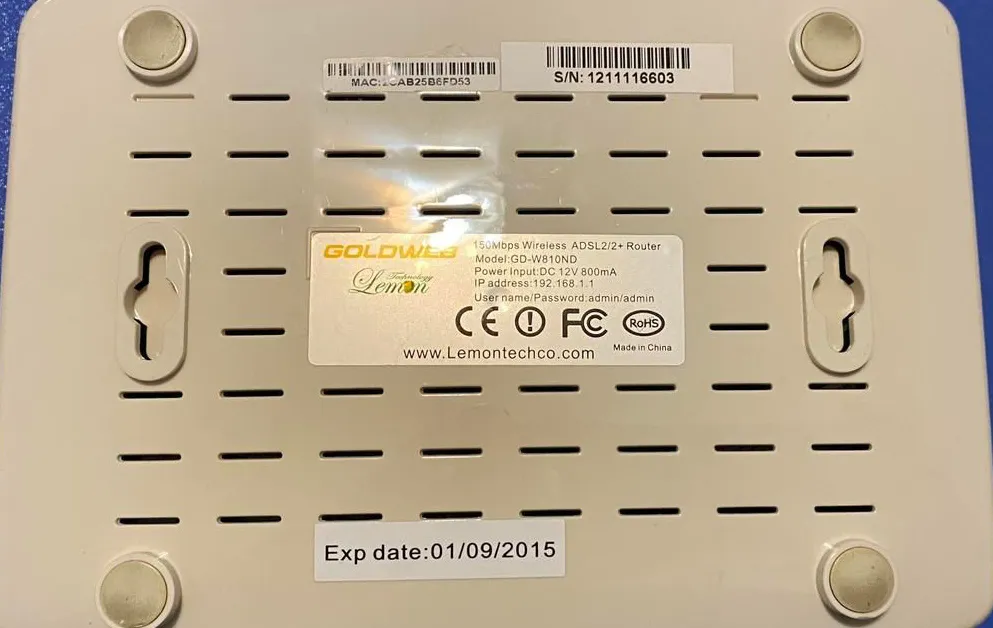 MAC:2CAB25B6FD53
S/N: 1211116603
GOLDWEB
150Mbps Wireless ADSL2/2+ Router
Model:GD-W810ND
Technology
Lemon
Power Input:DC 12V 800mA
IP address:192.168.1.1
User name/Password:admin/admin
CE FC RoHS
www.Lemontechco.com
Made in China
Exp date:01/09/2015